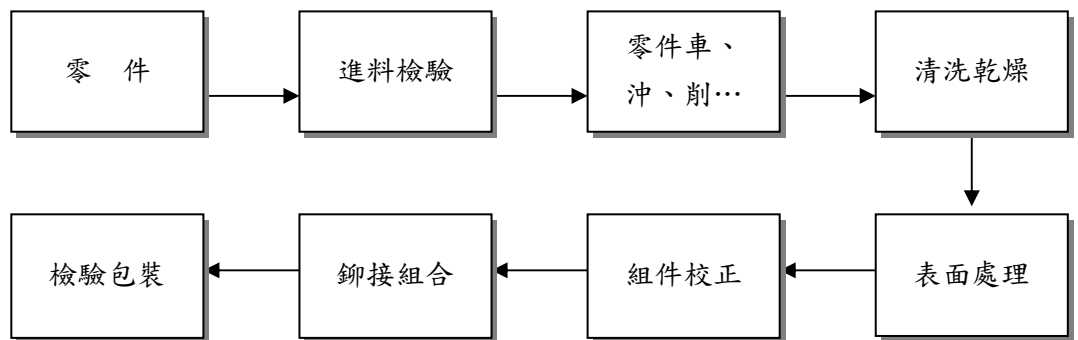 零 件
進料檢驗
零件車、
沖、削…
清洗乾燥
檢驗包裝
鉚接組合
組件校正
表面處理